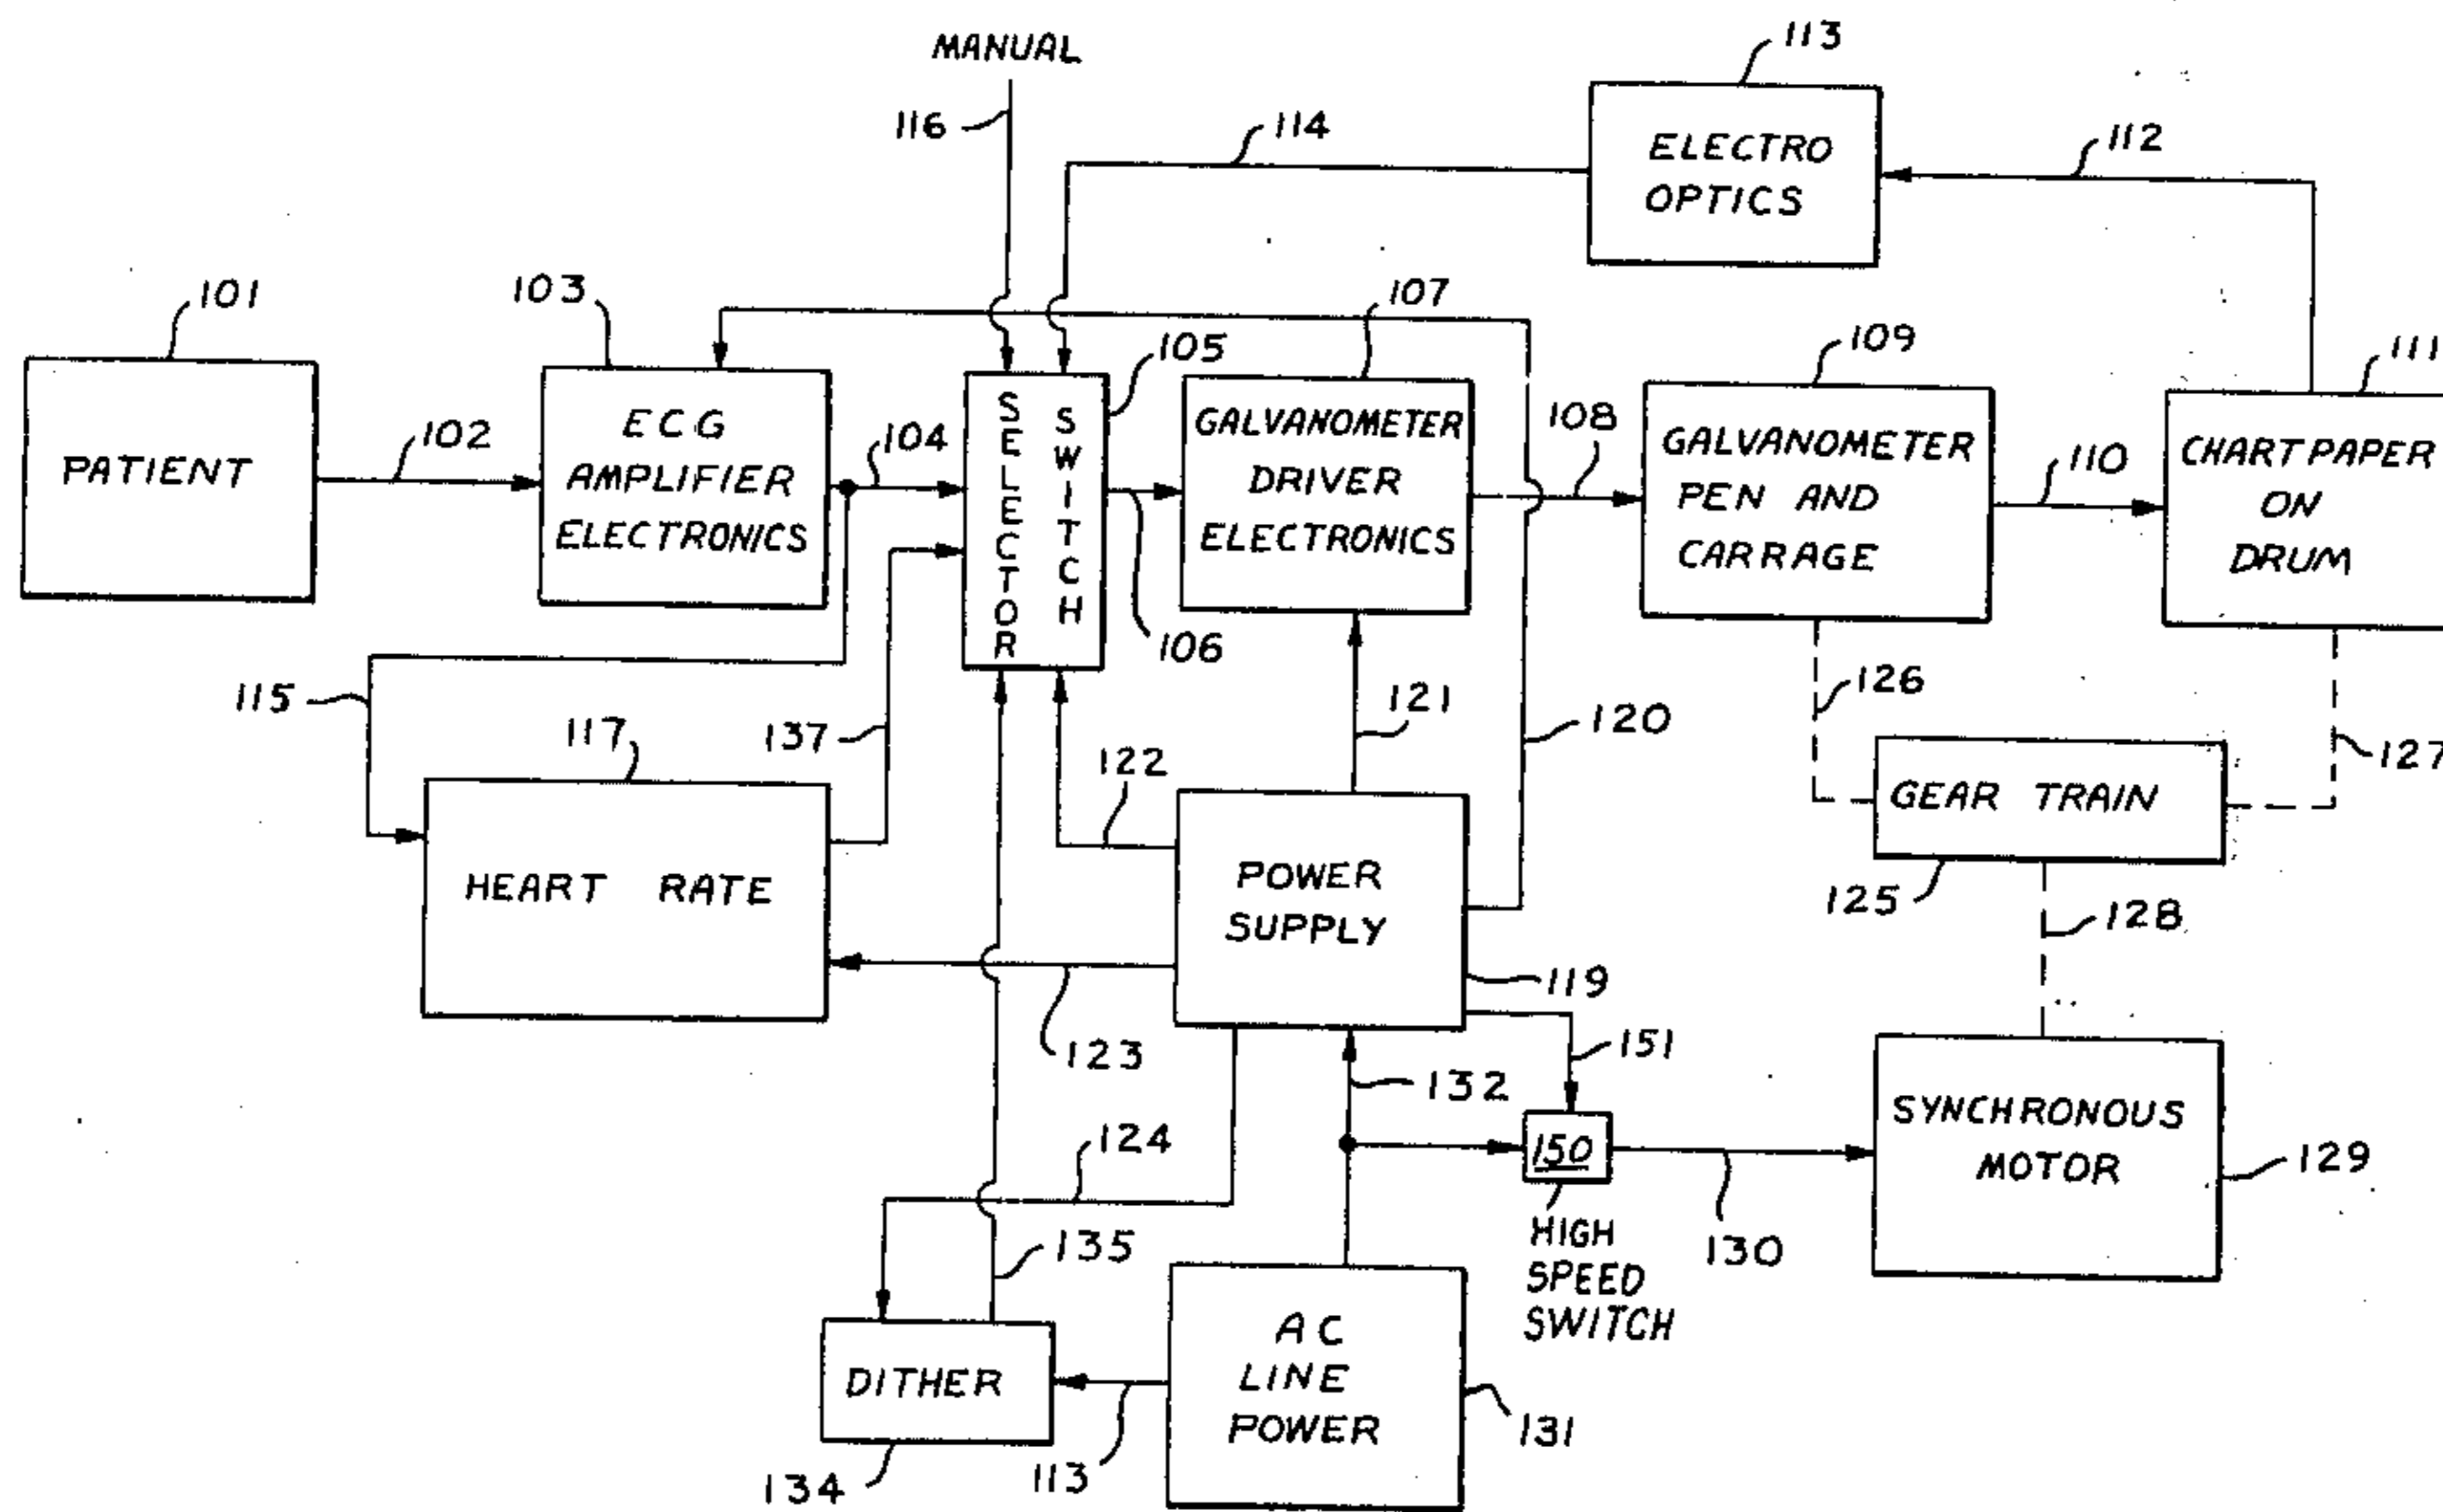 MANUAL
116
114
113
ELECTRO
OPTICS
112
101
PATIENT
102
103
ECG
AMPLIFIER
ELECTRONICS
104
105
SELECTOR
SWITCH
106
107
GALVANOMETER
DRIVER
ELECTRONICS
108
109
GALVANOMETER
PEN AND
CARRAGE
110
111
CHART PAPER
ON
DRUM
115
117
HEART RATE
137
122
121
120
126
127
GEAR TRAIN
125
128
POWER
SUPPLY
119
123
151
132
124
150
HIGH
SPEED
SWITCH
130
SYNCHRONOUS
MOTOR
129
135
DITHER
134
113
AC
LINE
POWER
131